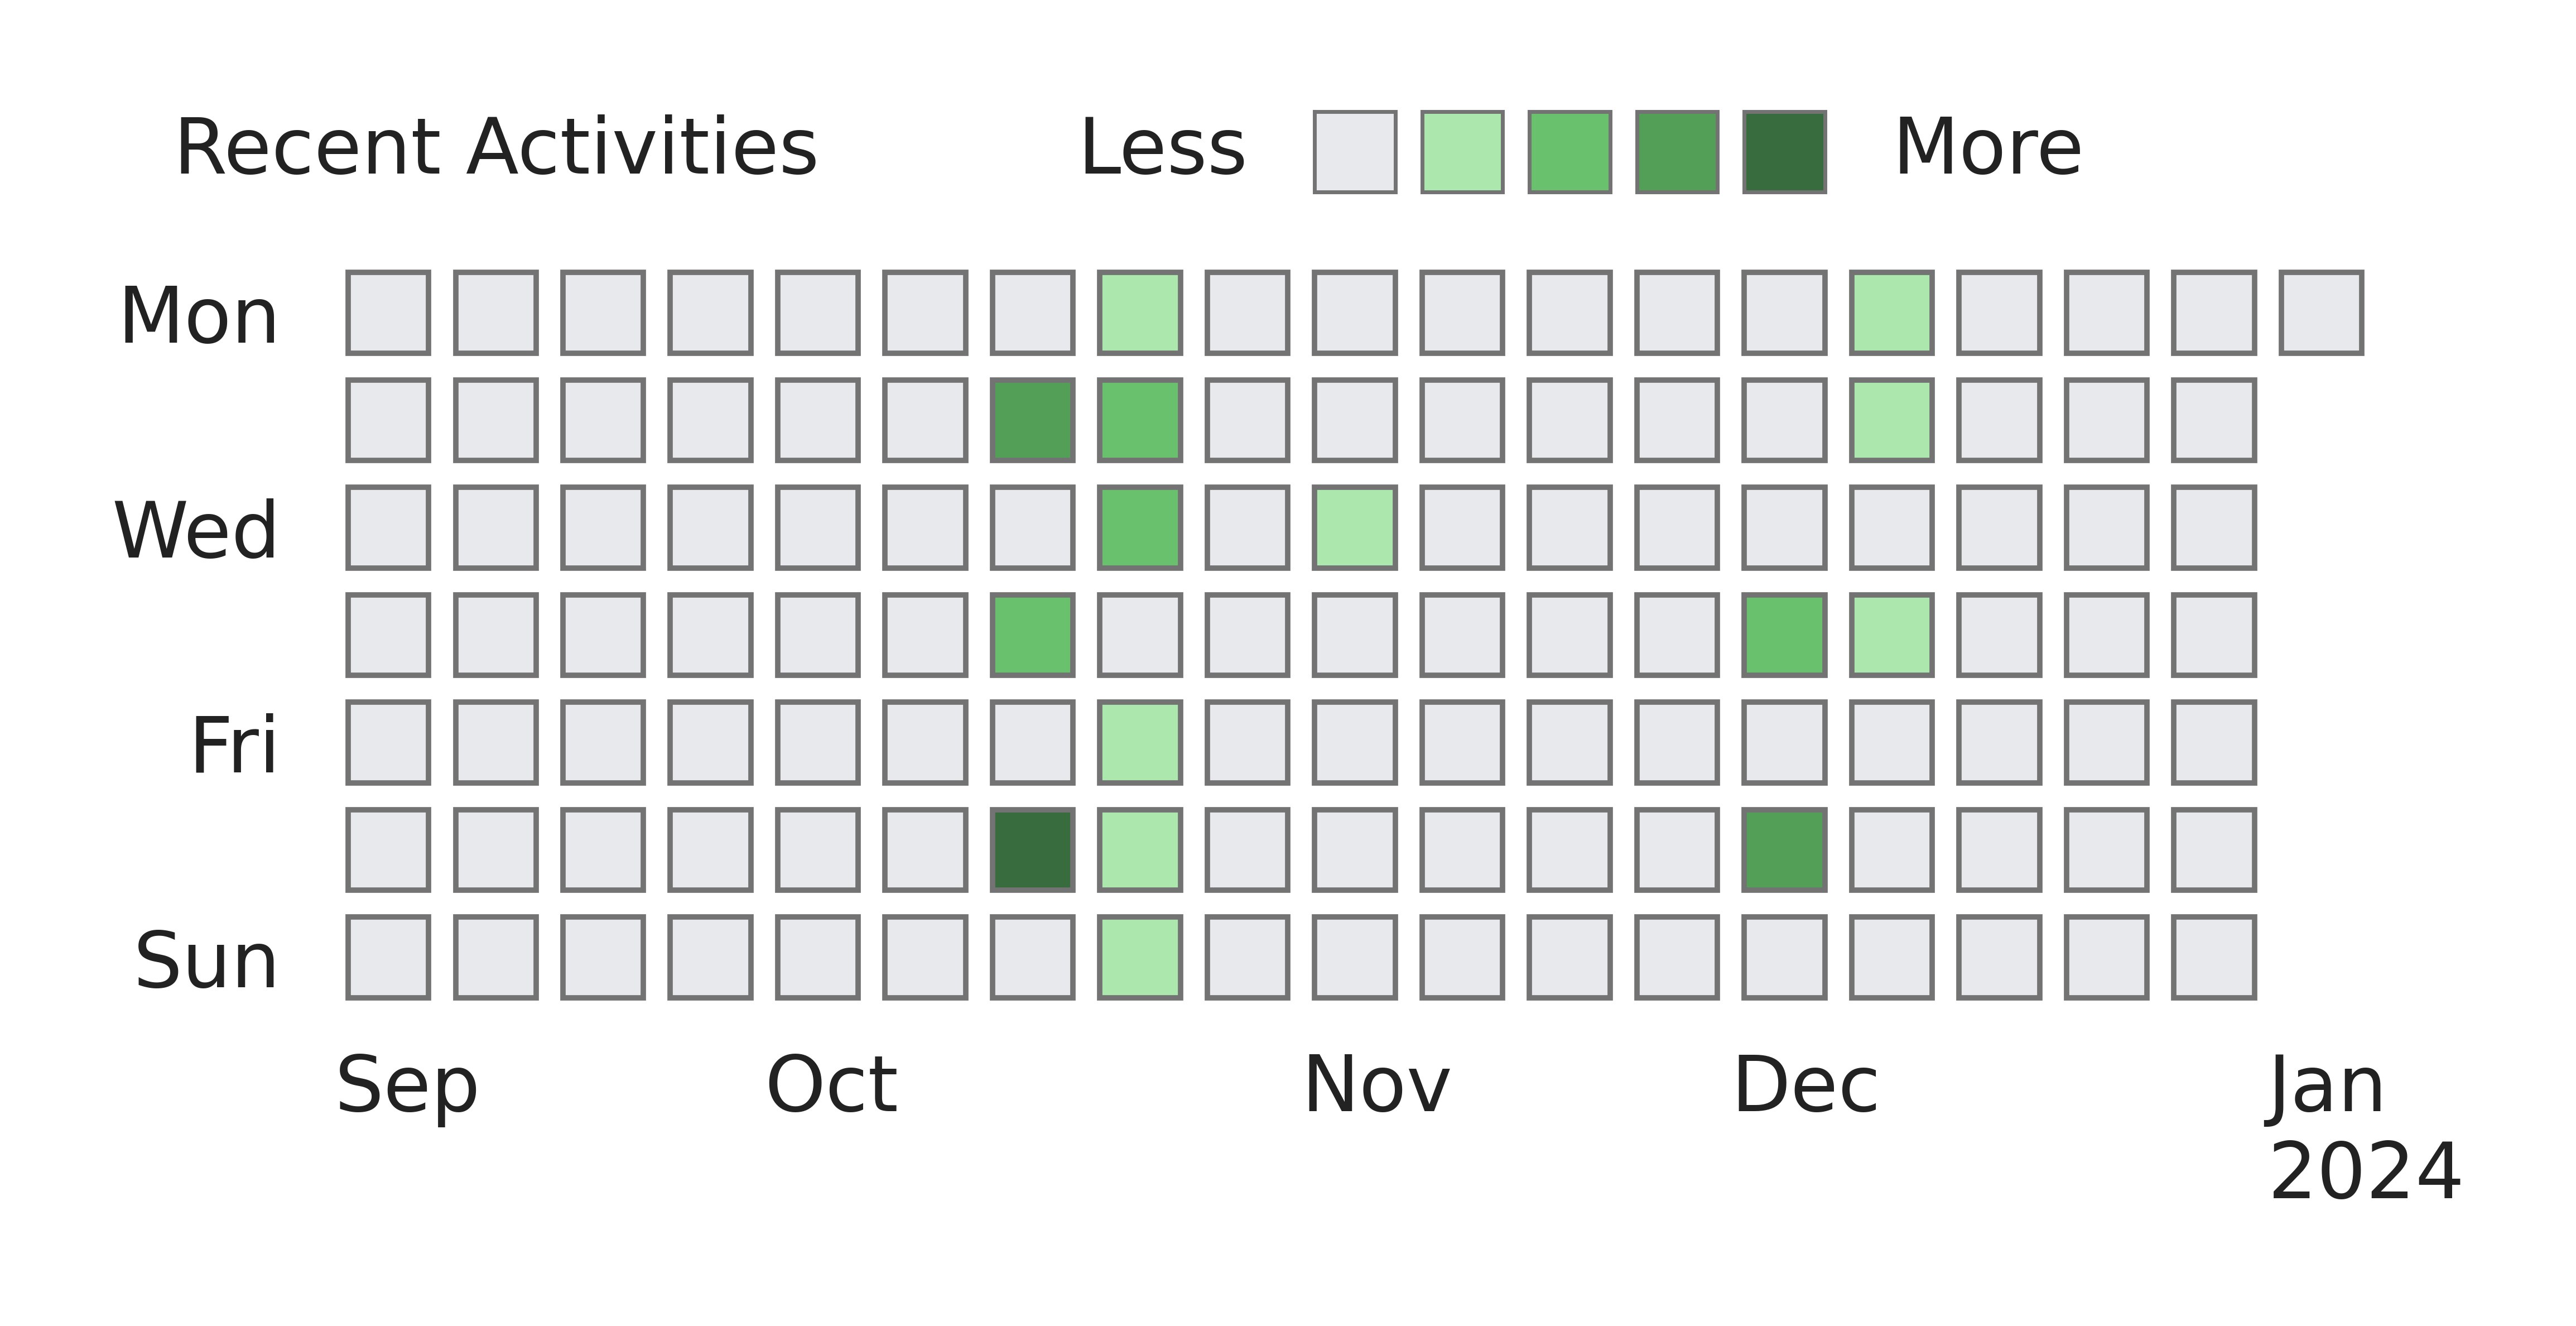 Recent Activities
Less
More
Mon
Wed
Fri
Sun
Sep
Oct
Nov
Dec
Jan
2024